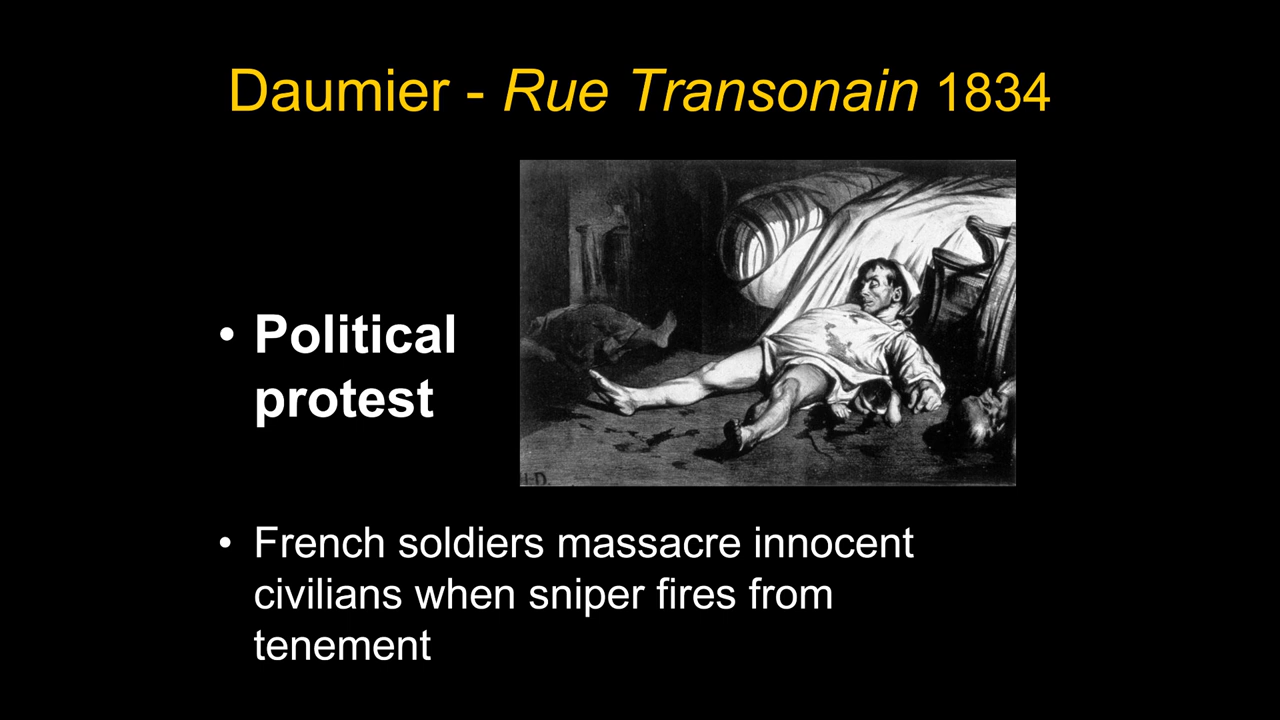 Daumier - Rue Transonain 1834
• Political
protest
H-D.
• French soldiers massacre innocent
civilians when sniper fires from
tenement